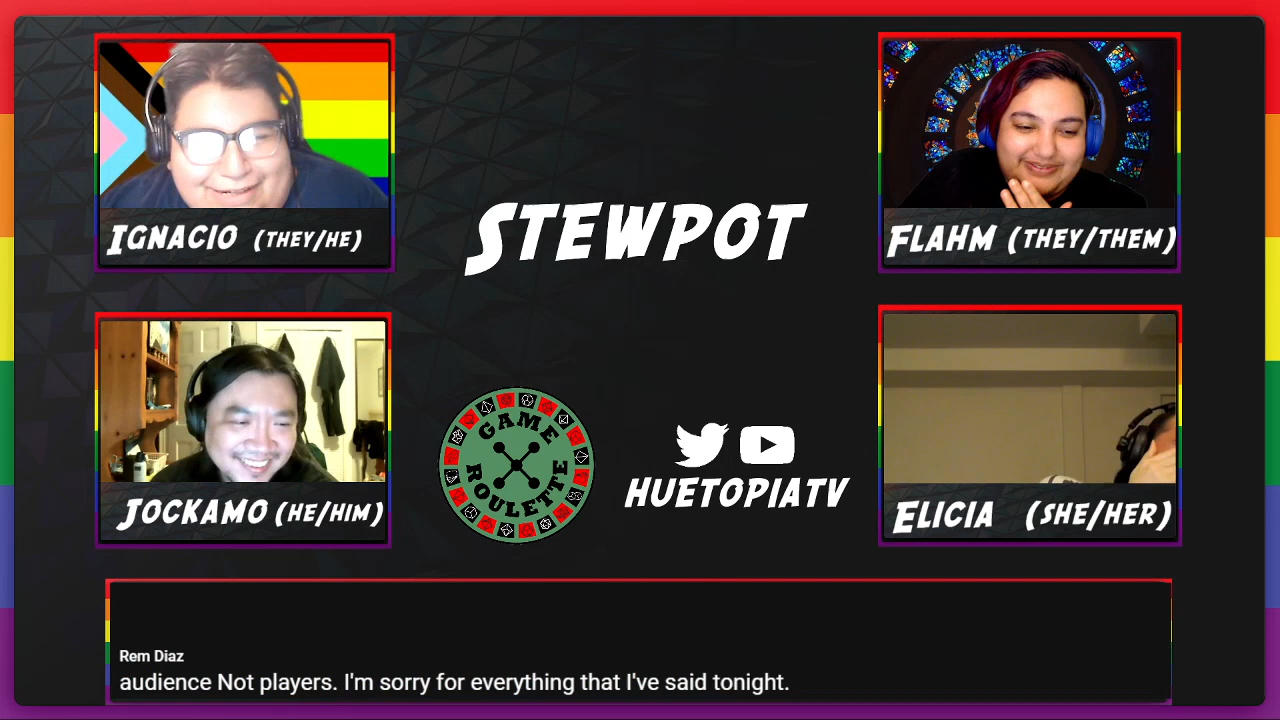 IGNACIO (THEY/HE)
STEWPOT
FLAHM (THEY/THEM)
GAME
ROULETTE
HUETOPIATV
JOCKAMO (HE/HIM)
ELICIA (SHE/HER)
Rem Diaz
audience Not players. I'm sorry for everything that I've said tonight.